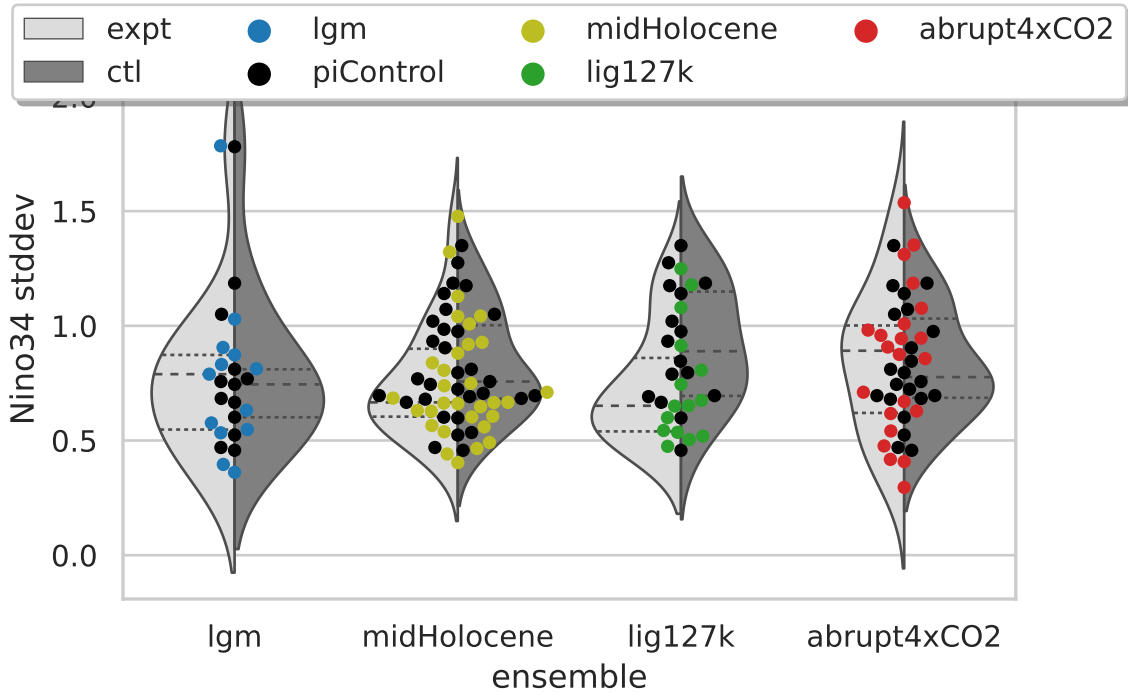 expt lgm midHolocene abrupt4xCO2
ctl piControl lig127k
2.0
1.5
1.0
0.5
0.0
Nino34 stddev
lgm midHolocene lig127k abrupt4xCO2
ensemble